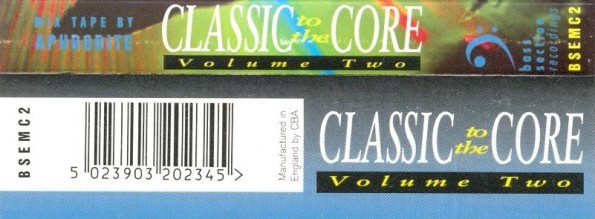 MIX TAPE BY
APHRODITE
CLASSIC to the CORE
Volume Two
bass
section
recordings
BSEMC2
BSEMC2
5 023903 202345 >
Manufactured in
England by CBA
CLASSIC to the CORE
Volume Two